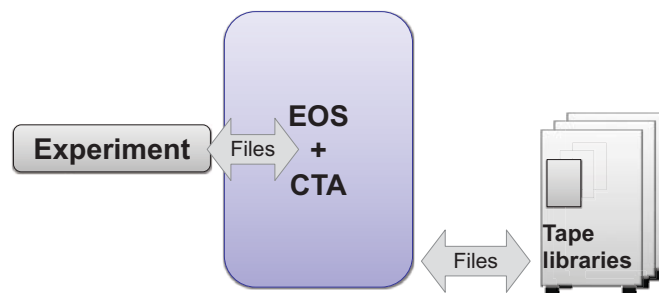 Experiment
Files
EOS
+
CTA
Files
Tape
libraries